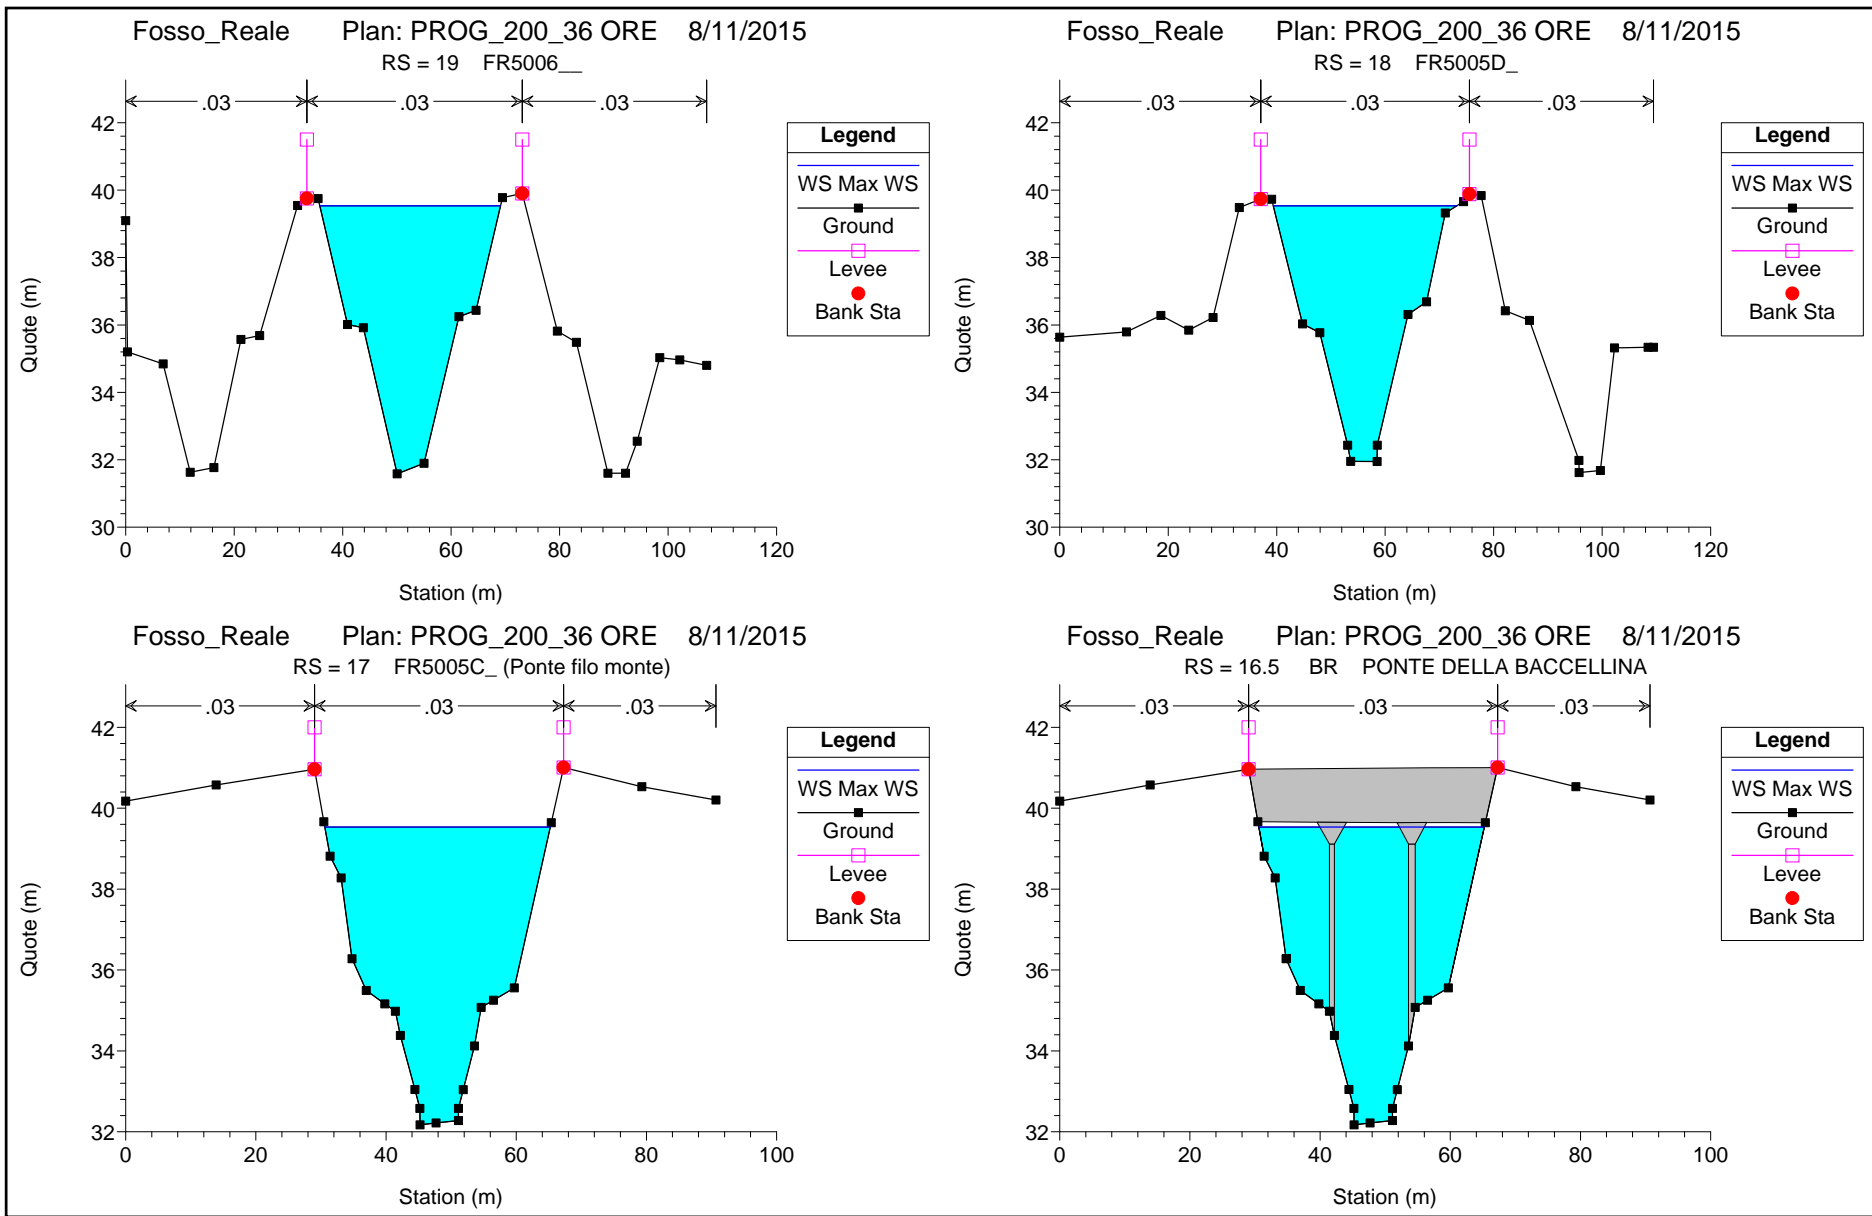 Fosso_Reale Plan: PROG_200_36 ORE 8/11/2015
RS = 19 FR5006__
.03 .03 .03
42
40
38
36
34
32
30
0 20 40 60 80 100 120
Quote (m)
Station (m)
Legend
WS Max WS
Ground
Levee
Bank Sta
Fosso_Reale Plan: PROG_200_36 ORE 8/11/2015
RS = 18 FR5005D_
.03 .03 .03
42
40
38
36
34
32
30
0 20 40 60 80 100 120
Quote (m)
Station (m)
Legend
WS Max WS
Ground
Levee
Bank Sta
Fosso_Reale Plan: PROG_200_36 ORE 8/11/2015
RS = 17 FR5005C_ (Ponte filo monte)
.03 .03 .03
42
40
38
36
34
32
0 20 40 60 80 100
Quote (m)
Station (m)
Legend
WS Max WS
Ground
Levee
Bank Sta
Fosso_Reale Plan: PROG_200_36 ORE 8/11/2015
RS = 16.5 BR PONTE DELLA BACCELLINA
.03 .03 .03
42
40
38
36
34
32
0 20 40 60 80 100
Quote (m)
Station (m)
Legend
WS Max WS
Ground
Levee
Bank Sta